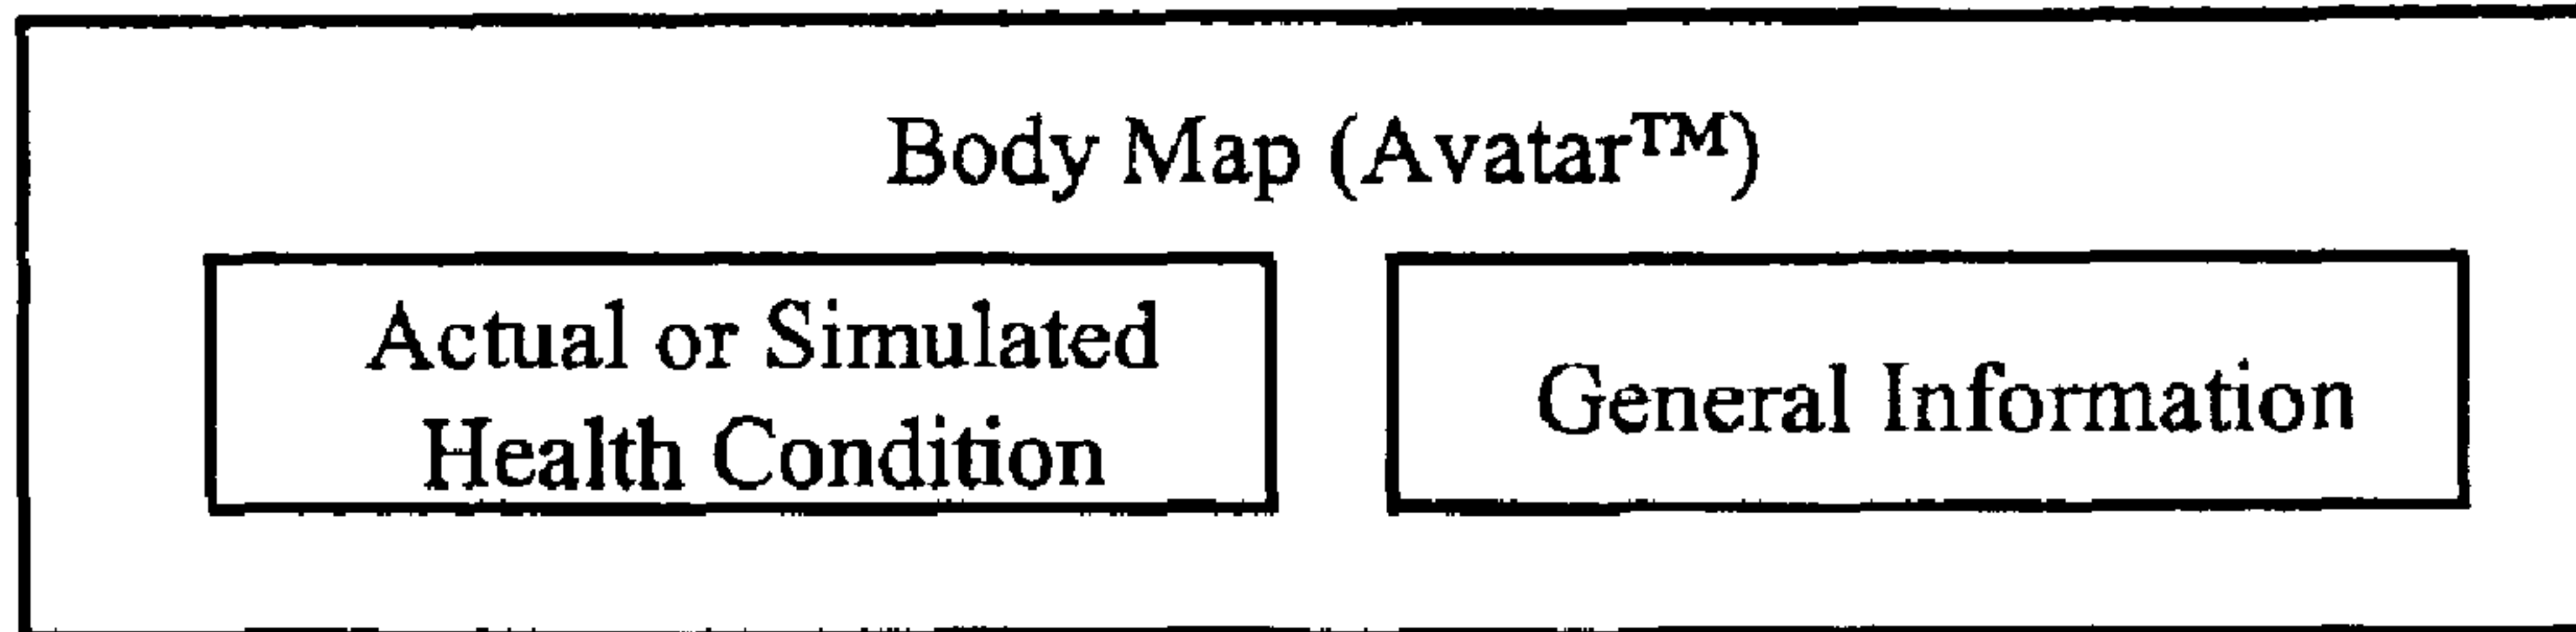 Body Map (Avatar™)
Actual or Simulated
Health Condition
General Information